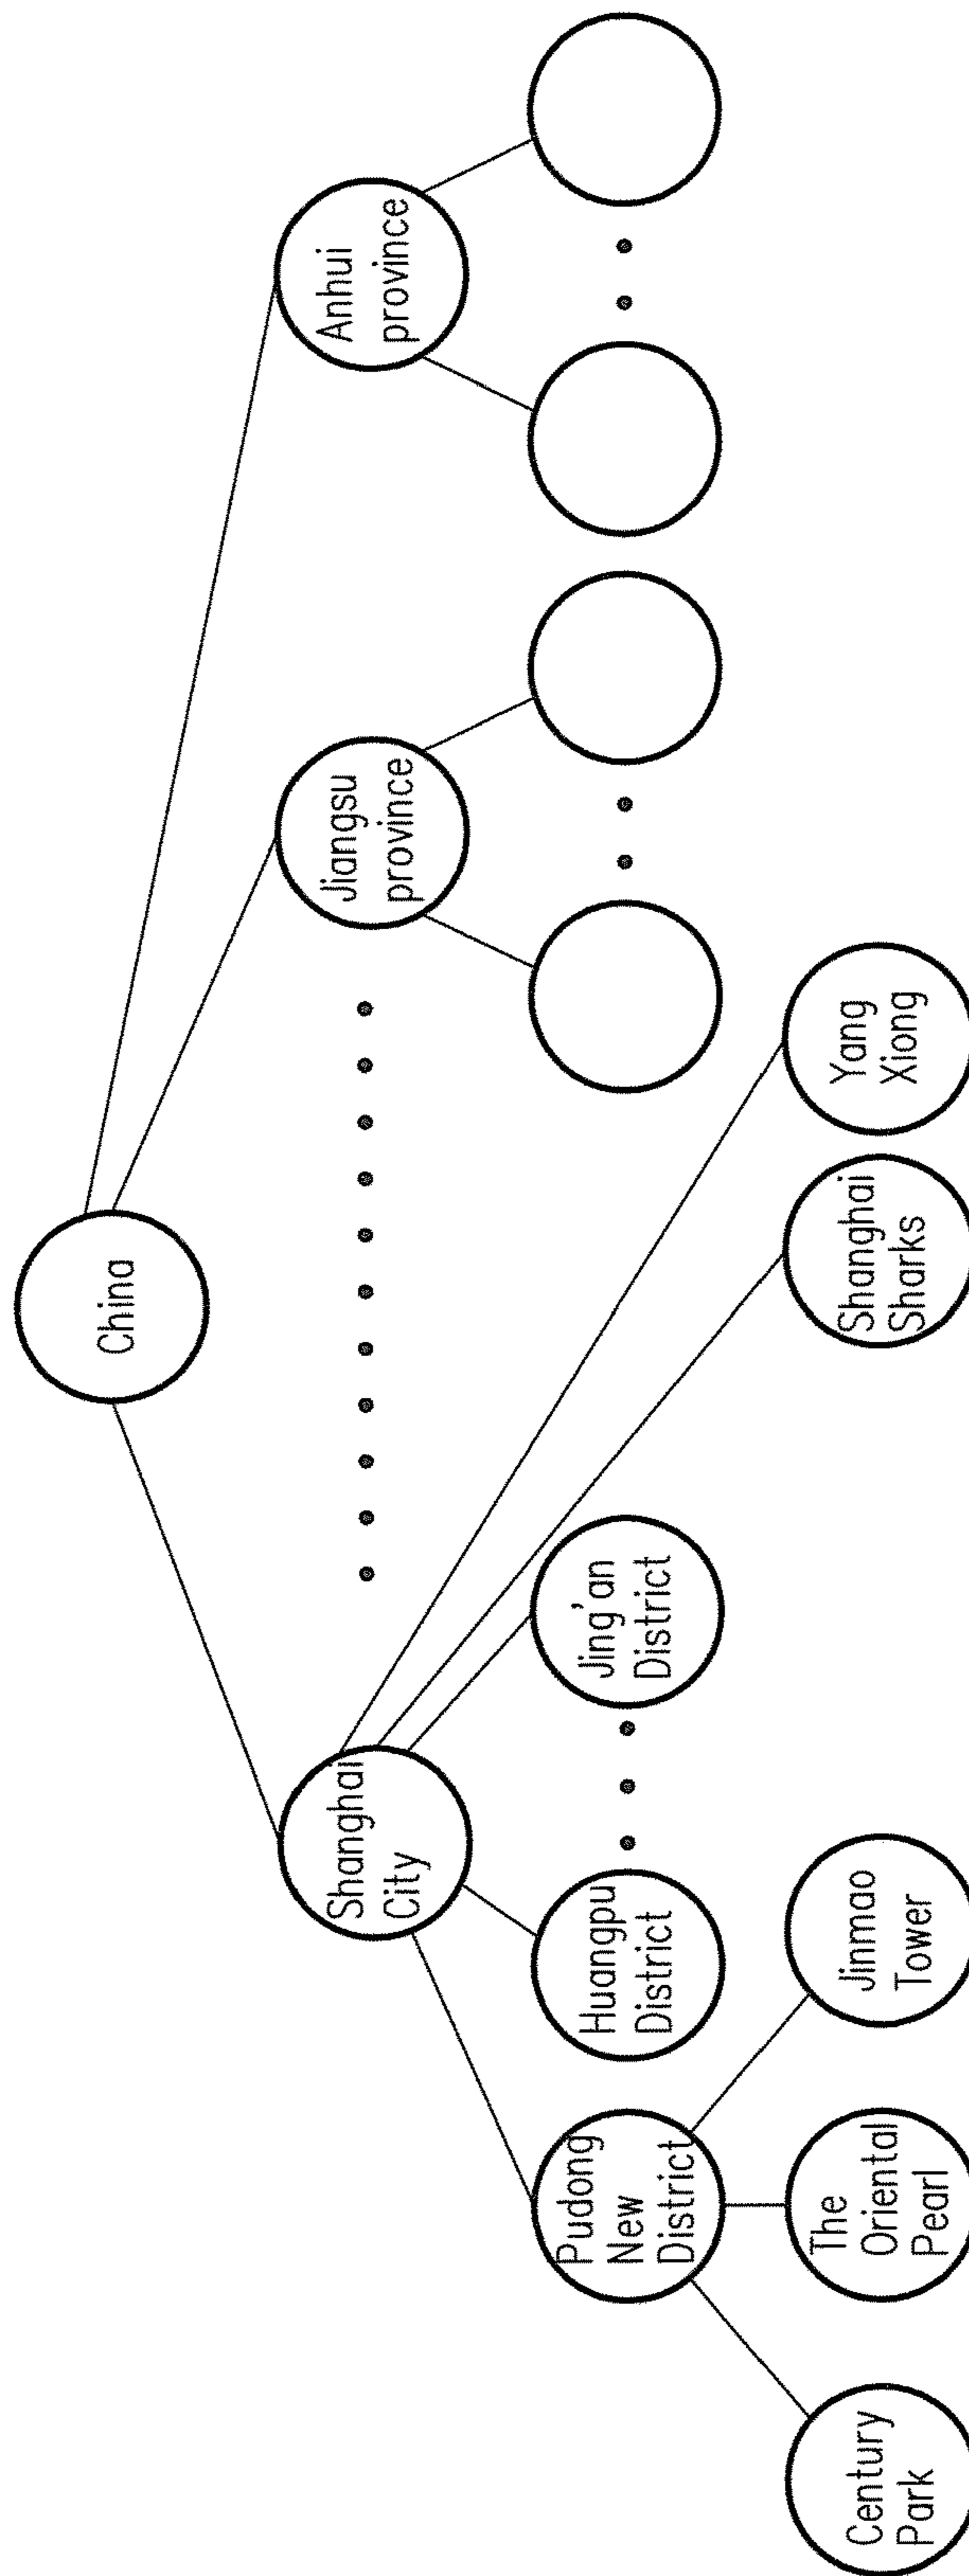 China
Shanghai
City
Jiangsu
province
Anhui
province
Pudong
New
District
Huangpu
District
Jing'an
District
Century
Park
The
Oriental
Pearl
Jinmao
Tower
Shanghai
Sharks
Yang
Xiong